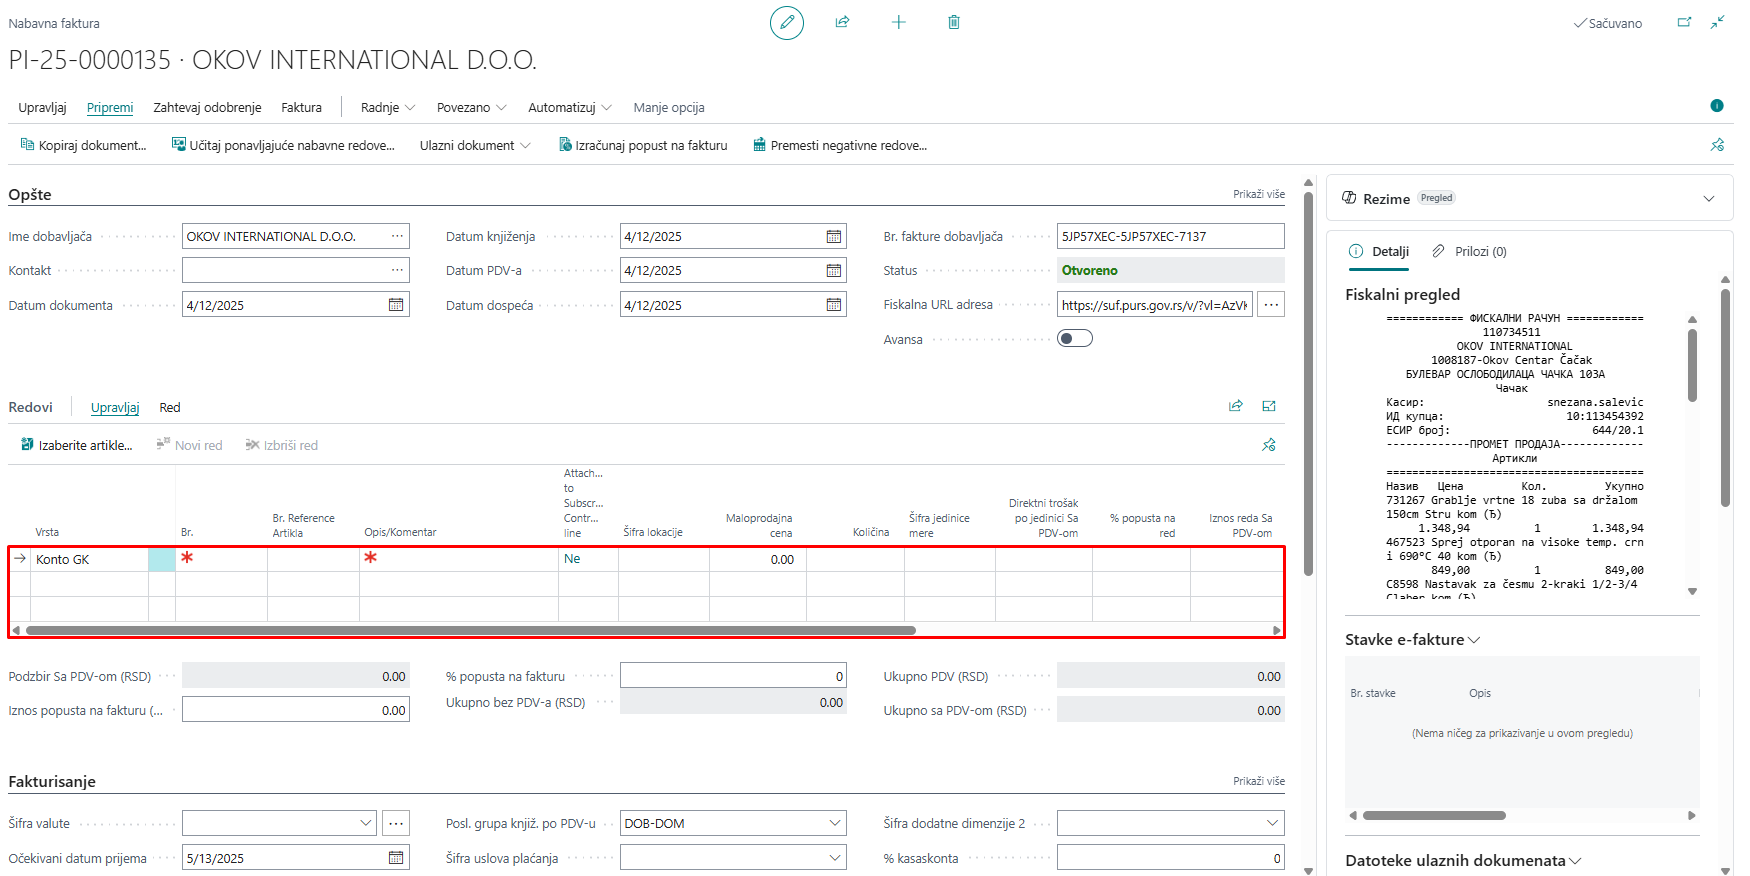 Nabavna faktura
Sačuvano
PI-25-0000135 · OKOV INTERNATIONAL D.O.O.
Upravljaj Pripremi Zahtevaj odobrenje Faktura Radnje Povezano Automatizuj Manje opcija
Kopiraj dokument... Učitaj ponavljajuće nabavne redove... Ulazni dokument Izračunaj popust na fakturu Premesti negativne redove...
Opšte
Prikaži više
Ime dobavljača OKOV INTERNATIONAL D.O.O. ...
Kontakt ...
Datum dokumenta 4/12/2025
Datum knjiženja 4/12/2025
Datum PDV-a 4/12/2025
Datum dospeća 4/12/2025
Br. fakture dobavljača 5JP57XEC-5JP57XEC-7137
Status Otvoreno
Fiskalna URL adresa https://suf.purs.gov.rs/v/?vl=AzVK ...
Avansa
Redovi Upravljaj Red
Izaberite artikle... Novi red Izbriši red
Vrsta
Br.
Br. Reference
Artikla
Opis/Komentar
Attach...
to
Subscr...
Contr...
line
Šifra lokacije
Maloprodajna
cena
Količina
Šifra jedinice
mere
Direktni trošak
po jedinici Sa
PDV-om
% popusta na
red
Iznos reda Sa
PDV-om
Konto GK * * Ne 0.00
Podzbir Sa PDV-om (RSD) 0.00
Iznos popusta na fakturu (... 0.00
% popusta na fakturu 0
Ukupno bez PDV-a (RSD) 0.00
Ukupno PDV (RSD) 0.00
Ukupno sa PDV-om (RSD) 0.00
Fakturisanje
Prikaži više
Šifra valute ...
Očekivani datum prijema 5/13/2025
Posl. grupa knjiž. po PDV-u DOB-DOM
Šifra uslova plaćanja
Šifra dodatne dimenzije 2
% kasaskonta 0
Rezime Pregled
Detalji Prilozi (0)
Fiskalni pregled
============ ФИСКАЛНИ РАЧУН ============
110734511
OKOV INTERNATIONAL
1008187-Okov Centar Čačak
БУЛЕВАР ОСЛОБОДИЛАЦА ЧАЧКА 103А
Чачак
Касир: snezana.salevic
ИД купца: 10:113454392
ЕСИР број: 644/20.1
-------------ПРОМЕТ ПРОДАЈА-------------
Артикли
========================================
Назив Цена Кол. Укупно
731267 Grablje vrtne 18 zuba sa držalom
150cm Stru kom (Ђ)
1.348,94 1 1.348,94
467523 Sprej otporan na visoke temp. crn
i 690°C 40 kom (Ђ)
849,00 1 849,00
C8598 Nastavak za česmu 2-kraki 1/2-3/4
Claber kom (Ђ)
Stavke e-fakture
Br. stavke Opis
(Nema ničeg za prikazivanje u ovom pregledu)
Datoteke ulaznih dokumenata